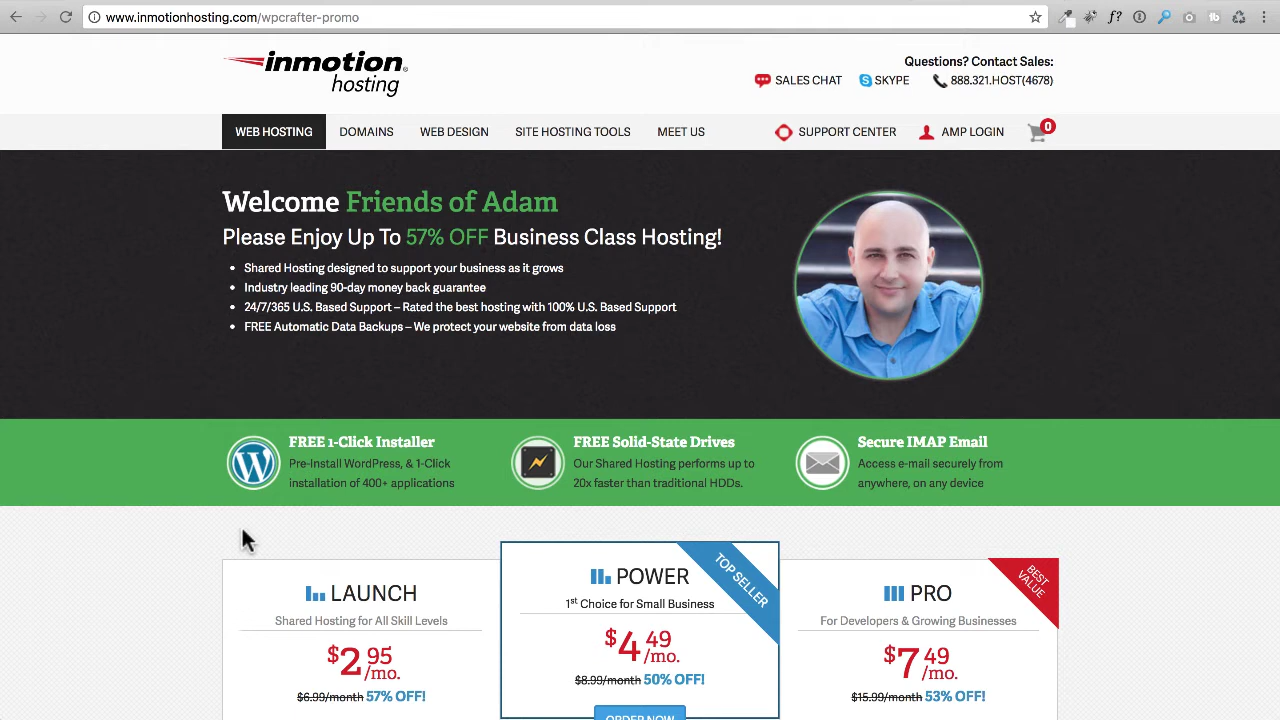 www.inmotionhosting.com/wpcrafter-promo
inmotion
hosting
Questions? Contact Sales:
SALES CHAT SKYPE 888.321.HOST(4678)
WEB HOSTING DOMAINS WEB DESIGN SITE HOSTING TOOLS MEET US SUPPORT CENTER AMP LOGIN 0
Welcome Friends of Adam
Please Enjoy Up To 57% OFF Business Class Hosting!
• Shared Hosting designed to support your business as it grows
• Industry leading 90-day money back guarantee
• 24/7/365 U.S. Based Support – Rated the best hosting with 100% U.S. Based Support
• FREE Automatic Data Backups – We protect your website from data loss
FREE 1-Click Installer
Pre-Install WordPress, & 1-Click
installation of 400+ applications
FREE Solid-State Drives
Our Shared Hosting performs up to
20x faster than traditional HDDs.
Secure IMAP Email
Access e-mail securely from
anywhere, on any device
LAUNCH
Shared Hosting for All Skill Levels
$2.95/mo.
$6.99/month 57% OFF!
TOP SELLER
POWER
1st Choice for Small Business
$4.49/mo.
$8.99/month 50% OFF!
ORDER NOW
BEST
VALUE
PRO
For Developers & Growing Businesses
$7.49/mo.
$15.99/month 53% OFF!